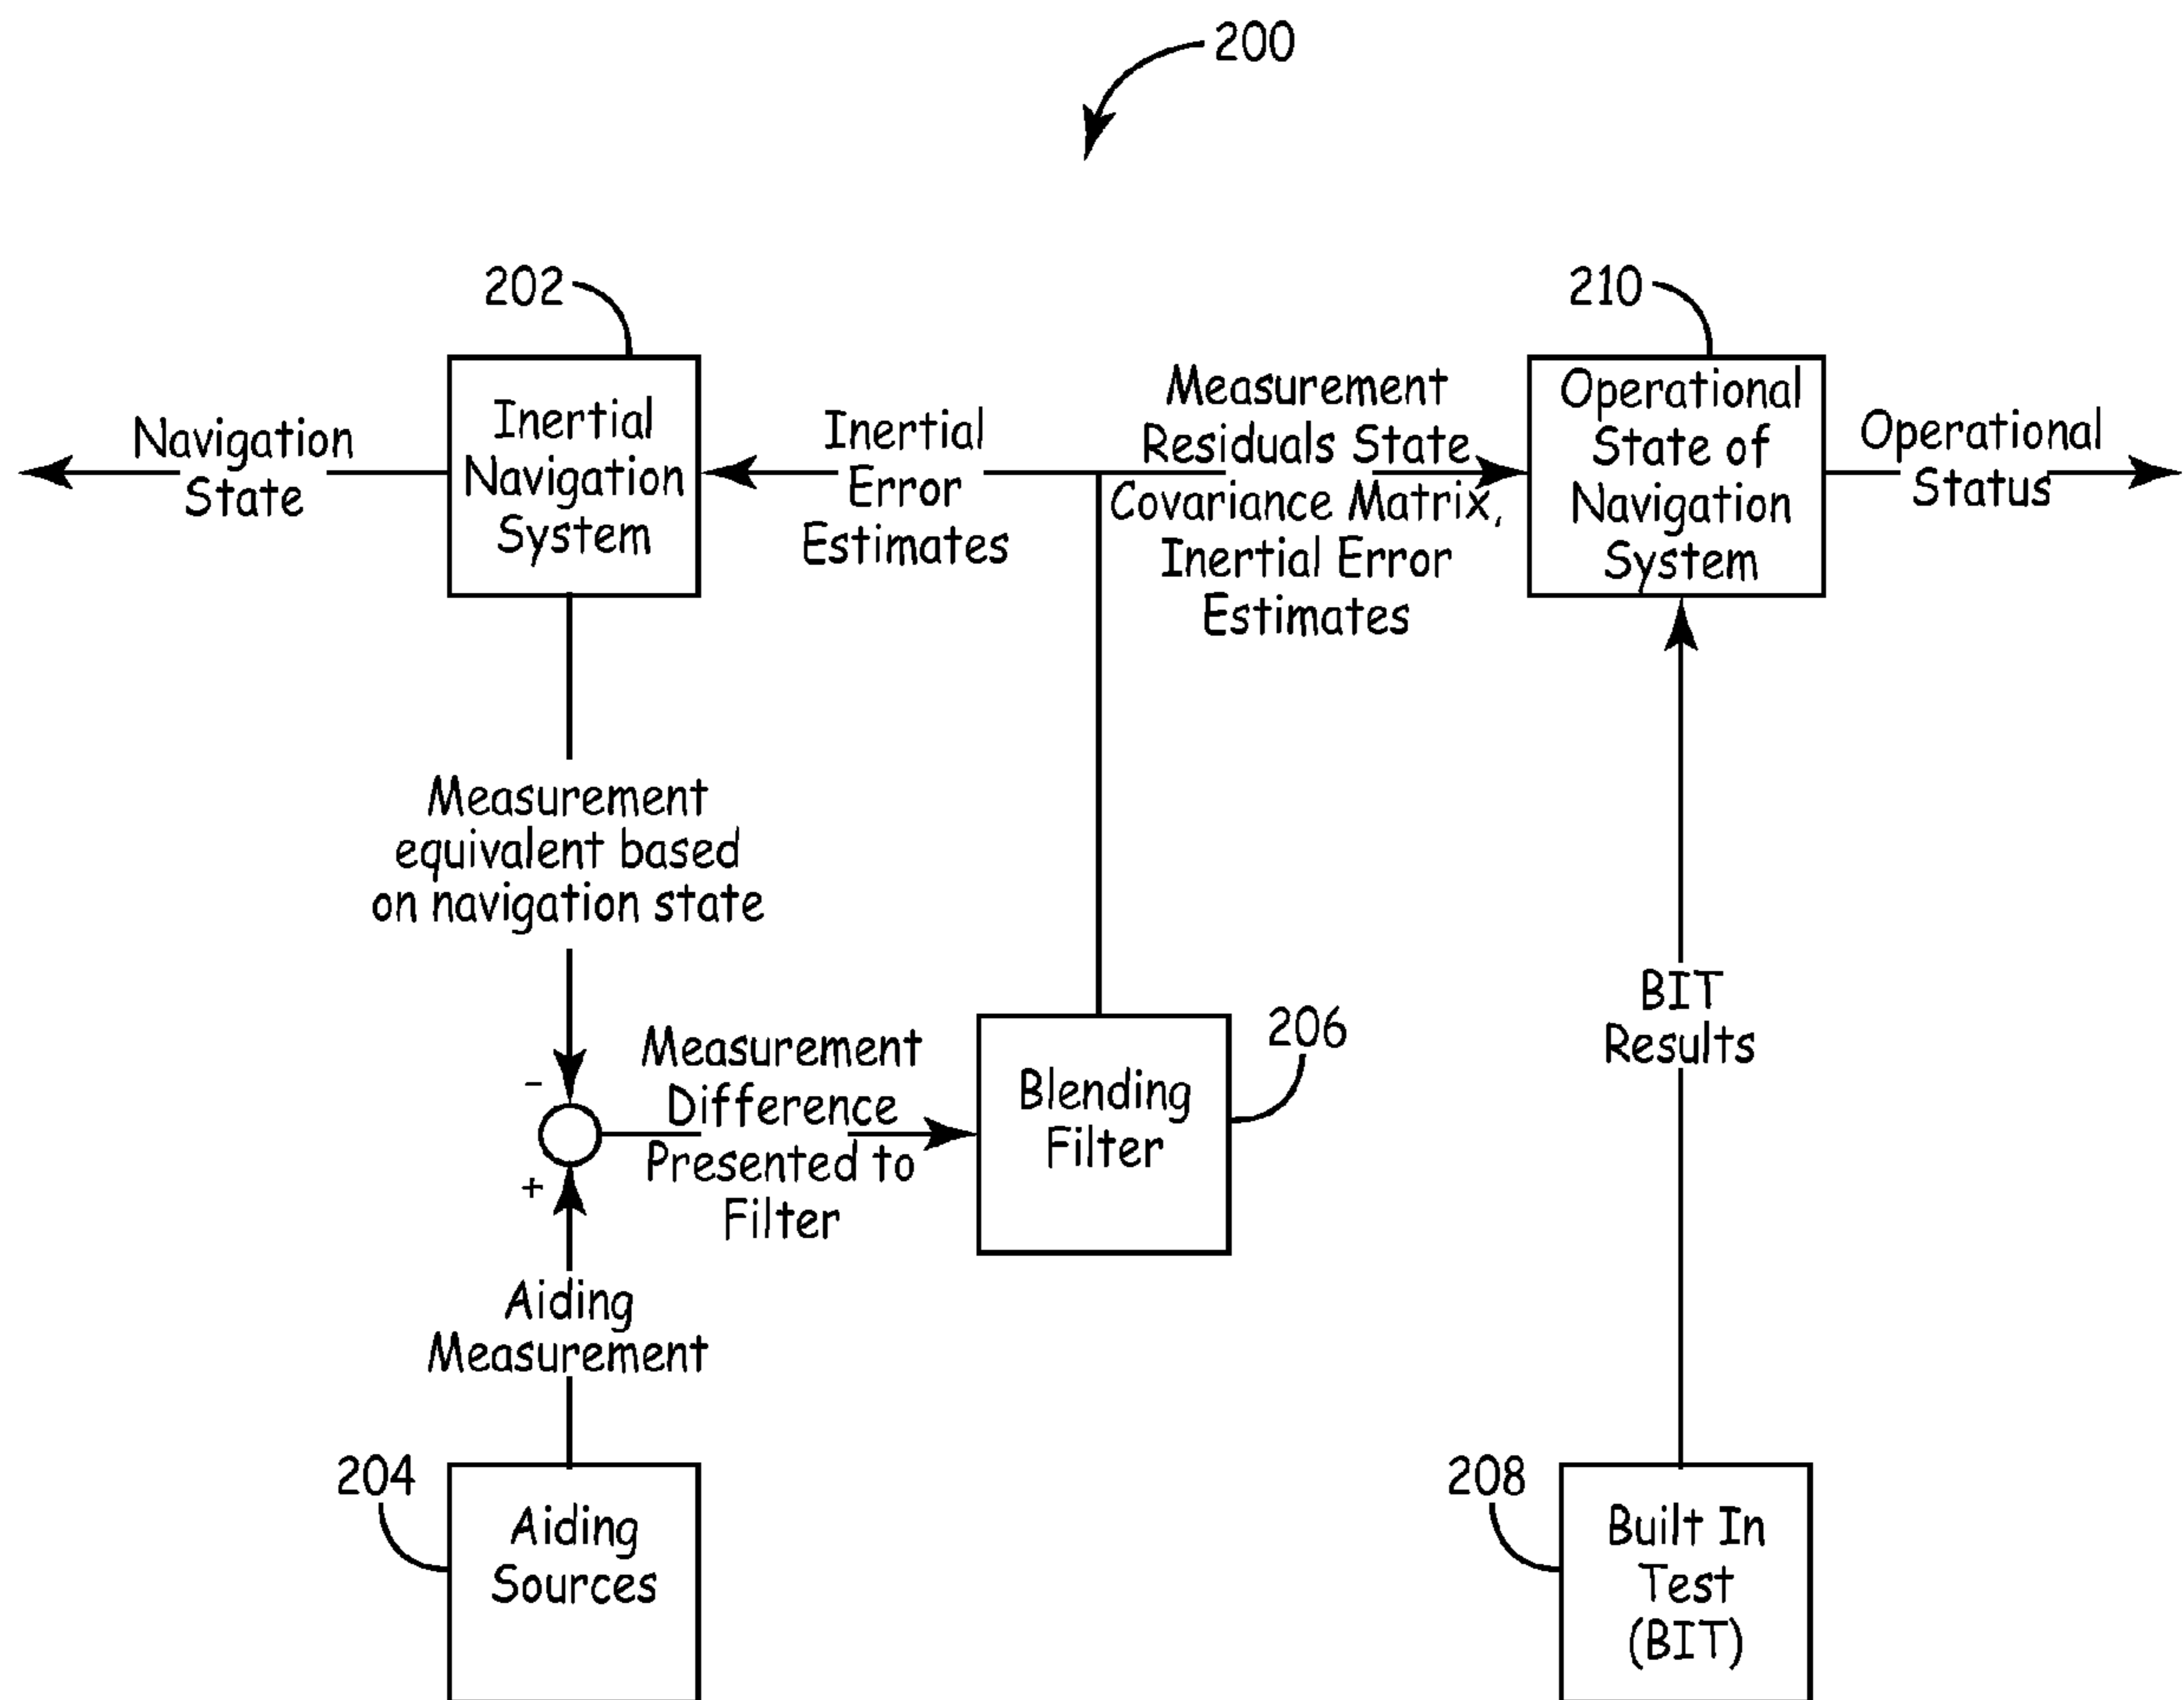 200
202
210
Navigation
State
Inertial
Navigation
System
Inertial
Error
Estimates
Measurement
Residuals State
Covariance Matrix,
Inertial Error
Estimates
Operational
State of
Navigation
System
Operational
Status
Measurement
equivalent based
on navigation state
-
+
Measurement
Difference
Presented to
Filter
Blending
Filter
206
BIT
Results
Aiding
Measurement
204
Aiding
Sources
208
Built In
Test
(BIT)